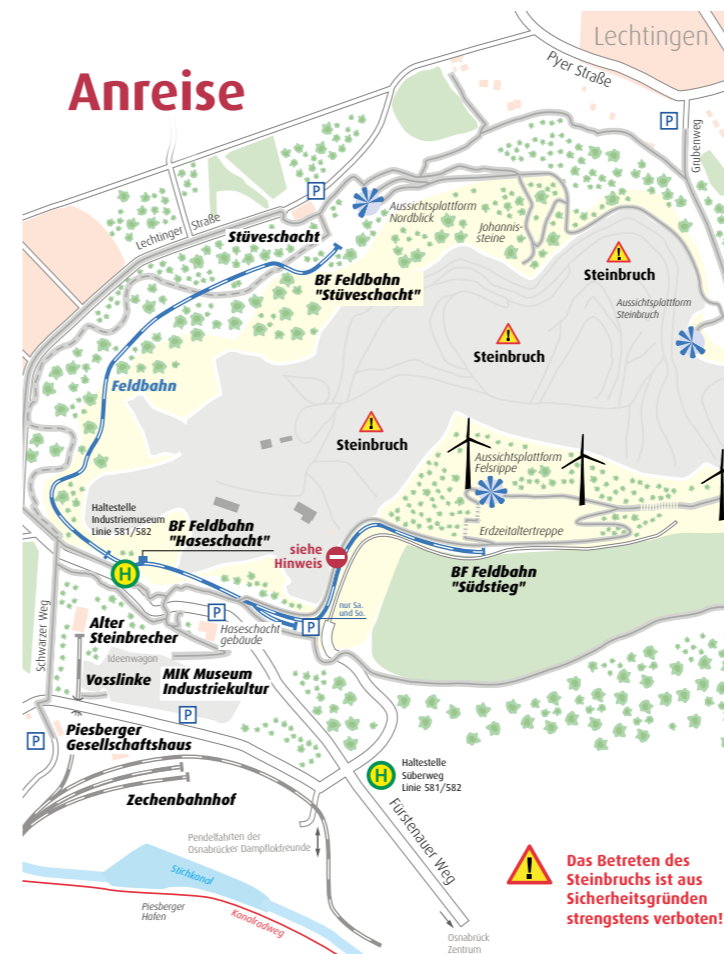 Lechtingen
Anreise
Pyer Straße
P
Grubenweg
P
Aussichtsplattform
Nordblick
Lechtinger Straße
Stüveschacht
Johannis-
steine
Steinbruch
BF Feldbahn
"Stüveschacht"
Aussichtsplattform
Steinbruch
Steinbruch
Feldbahn
Steinbruch
Aussichtsplattform
Felsrippe
Haltestelle
Industriemuseum
Linie 581/582
BF Feldbahn
"Haseschacht"
Erdzeitaltertreppe
siehe
Hinweis
BF Feldbahn
"Südstieg"
H
nur Sa.
und So.
P
P
Schwarzer Weg
Alter
Steinbrecher
Haseschacht
gebäude
Ideenwagon
Vosslinke
MIK Museum
Industriekultur
P
Piesberger
Gesellschaftshaus
P
Haltestelle
Süberweg
Linie 581/582
H
Zechenbahnhof
Fürstenauer Weg
Pendelfahrten der
Osnabrücker Dampflokfreunde
Stichkanal
Das Betreten des
Steinbruchs ist aus
Sicherheitsgründen
strengstens verboten!
Piesberger
Hafen
Kanalradweg
Osnabrück
Zentrum